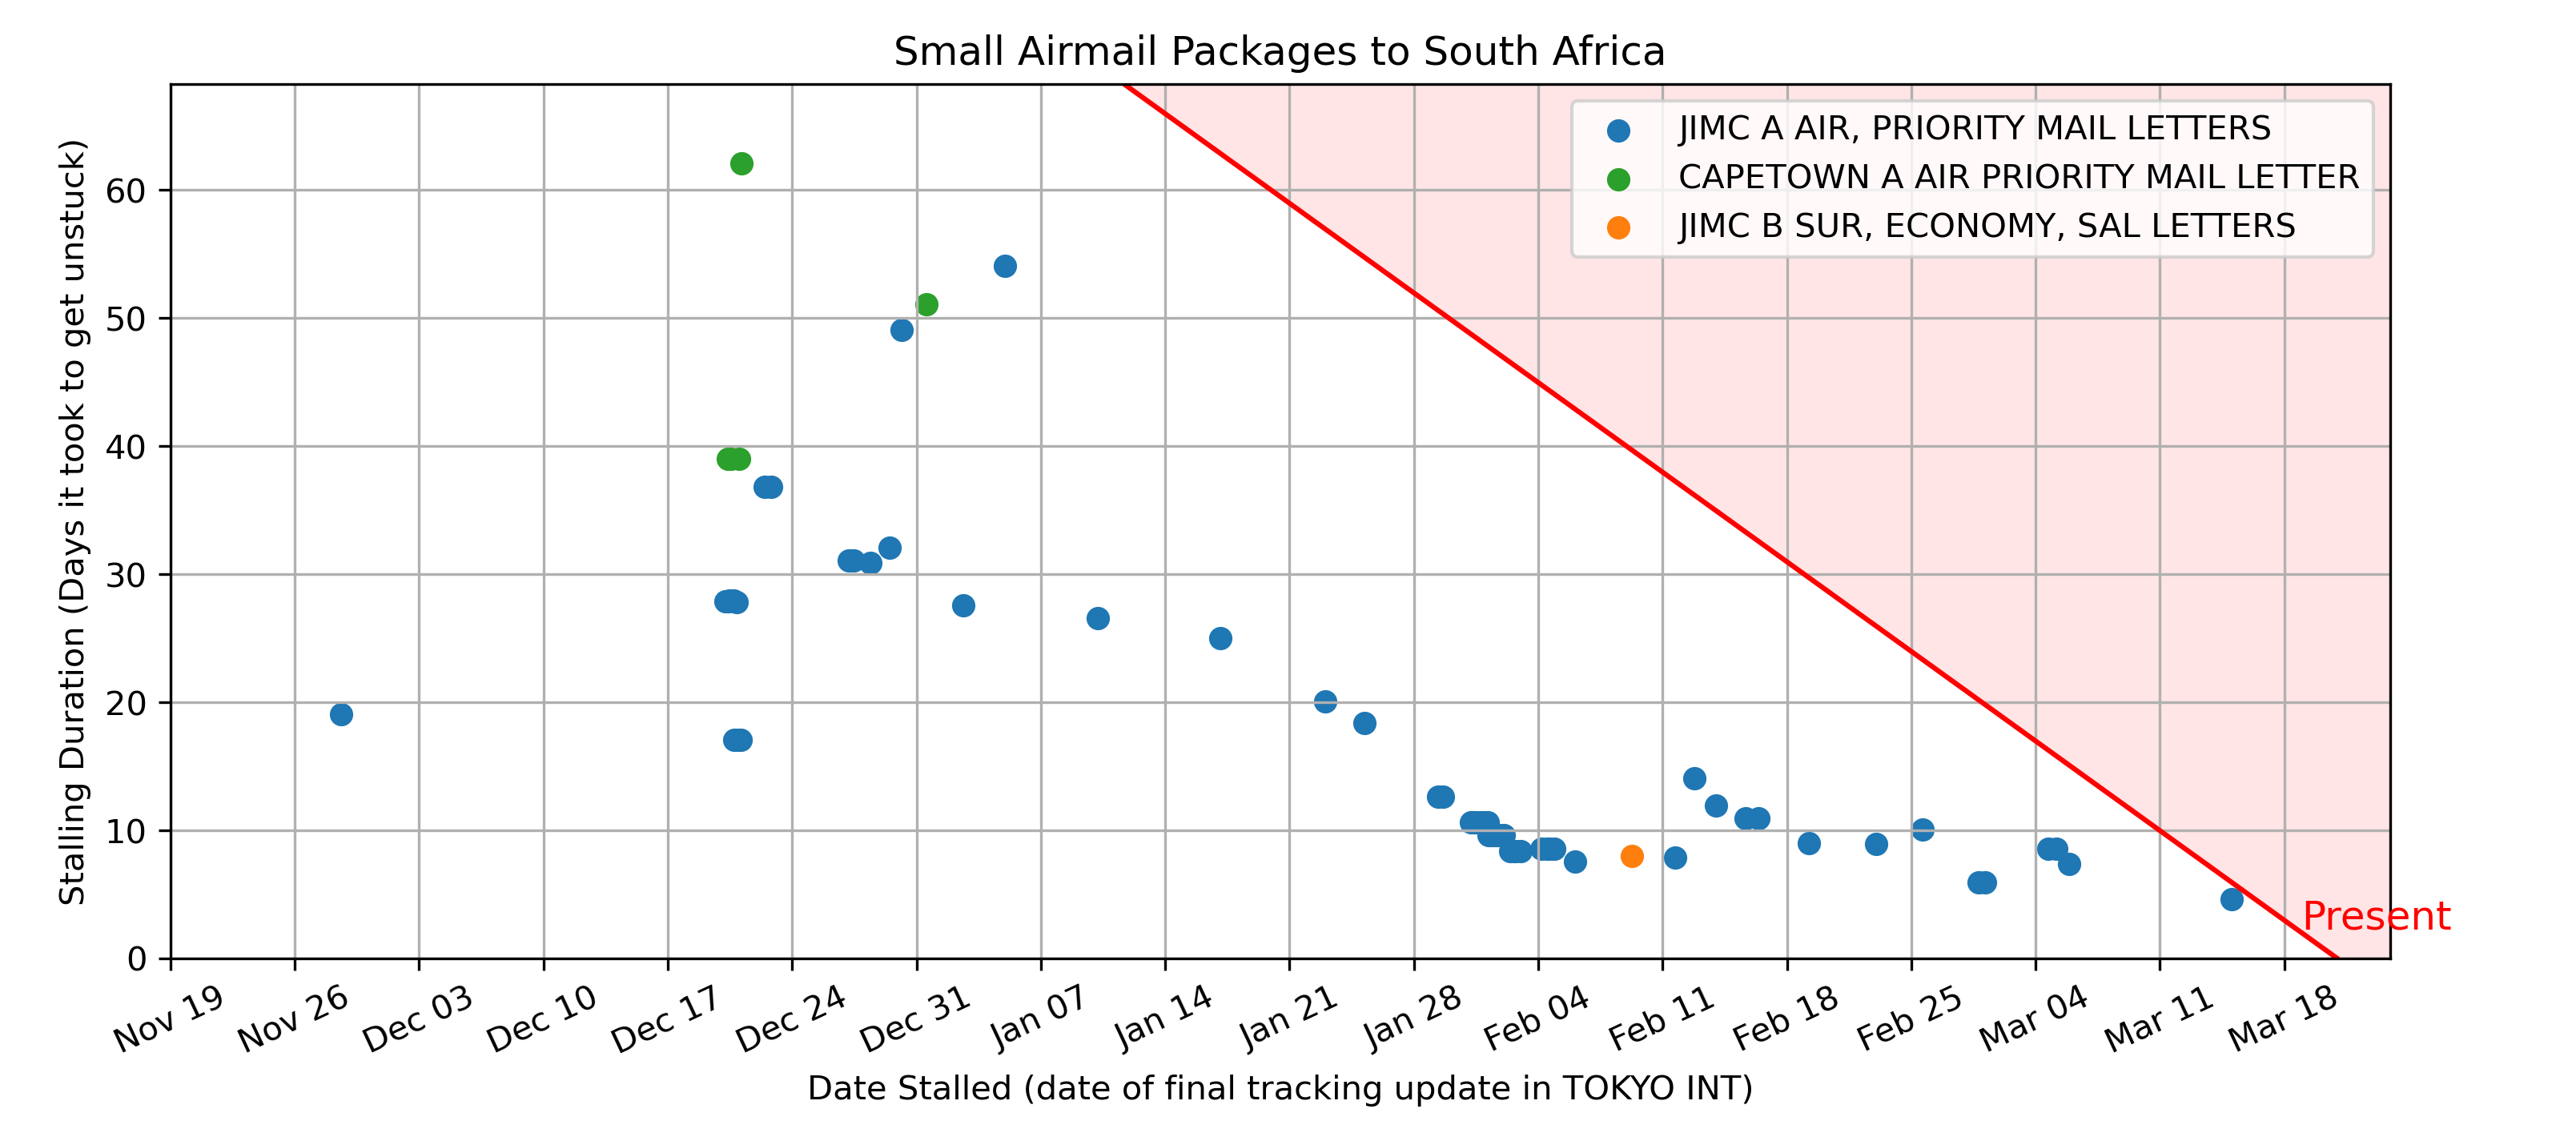 Small Airmail Packages to South Africa
JIMC A AIR, PRIORITY MAIL LETTERS
CAPETOWN A AIR PRIORITY MAIL LETTER
JIMC B SUR, ECONOMY, SAL LETTERS
Stalling Duration (Days it took to get unstuck)
60
50
40
30
20
10
0
Present
Nov 19
Nov 26
Dec 03
Dec 10
Dec 17
Dec 24
Dec 31
Jan 07
Jan 14
Jan 21
Jan 28
Feb 04
Feb 11
Feb 18
Feb 25
Mar 04
Mar 11
Mar 18
Date Stalled (date of final tracking update in TOKYO INT)